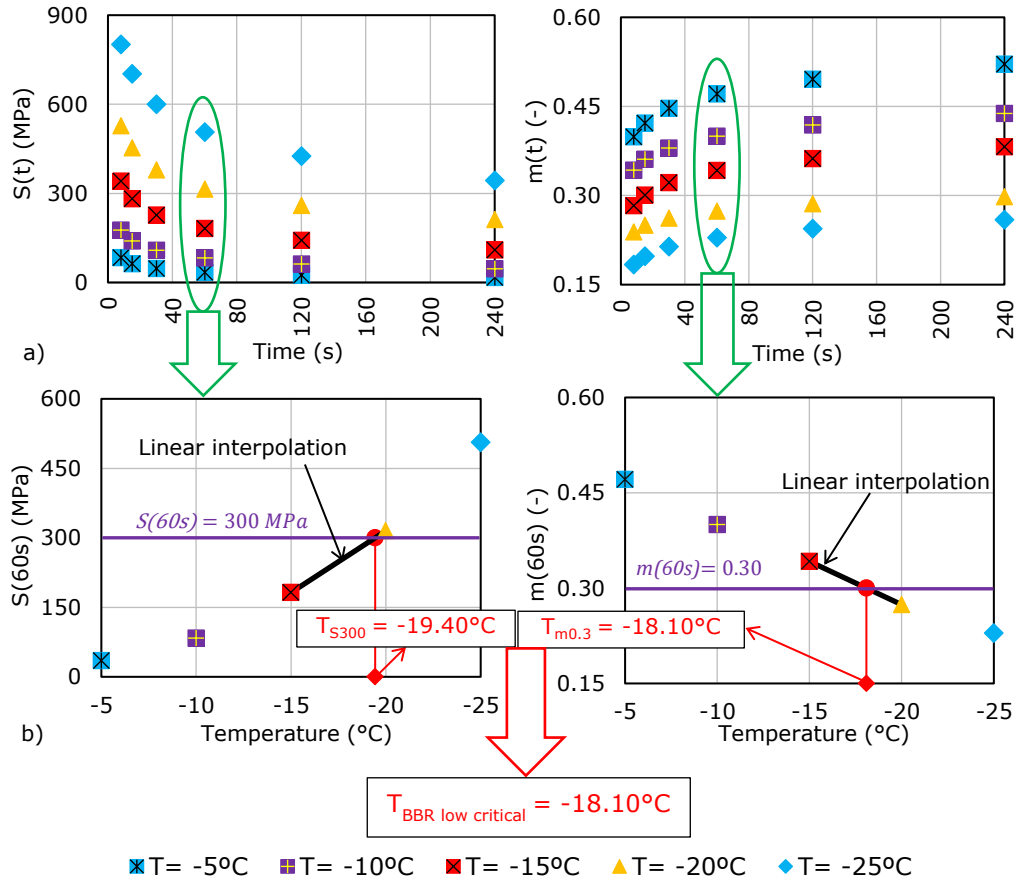 900
600
300
0
S(t) (MPa)
0
40
80
120
160
200
240
Time (s)
a)
0.60
0.45
0.30
0.15
m(t) (-)
0
40
80
120
160
200
240
Time (s)
600
450
300
150
0
S(60s) (MPa)
Linear interpolation
S(60s) = 300 MPa
T_S300 = -19.40°C
-5
-10
-15
-20
-25
Temperature (°C)
b)
0.60
0.45
0.30
0.15
m(60s) (-)
Linear interpolation
m(60s) = 0.30
T_m0.3 = -18.10°C
-5
-10
-15
-20
-25
Temperature (°C)
T_BBR low critical = -18.10°C
T= -5ºC
T= -10ºC
T= -15ºC
T= -20ºC
T= -25ºC